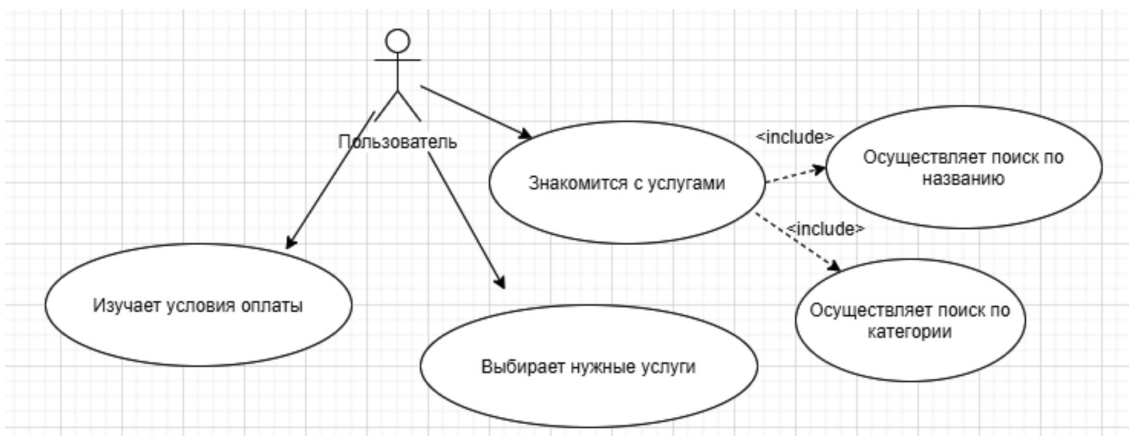 Пользователь
<include>
Осуществляет поиск по
названию
Знакомится с услугами
<include>
Изучает условия оплаты
Осуществляет поиск по
категории
Выбирает нужные услуги